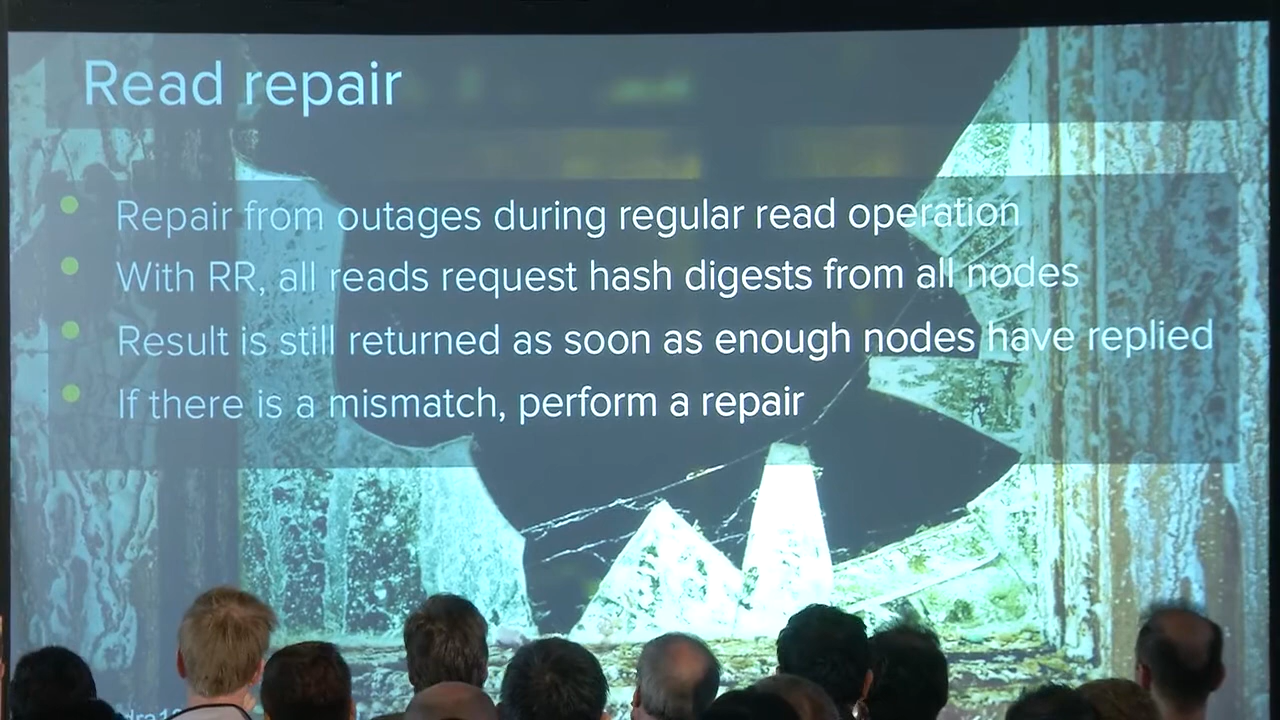 Read repair
Repair from outages during regular read operation
With RR, all reads request hash digests from all nodes
Result is still returned as soon as enough nodes have replied
If there is a mismatch, perform a repair